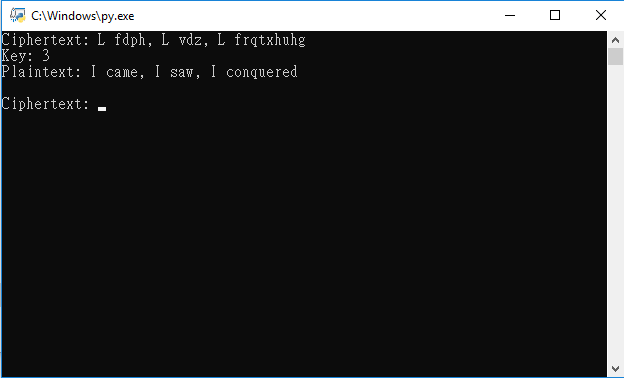 C:\Windows\py.exe
Ciphertext: L fdph, L vdz, L frqtxhuhg
Key: 3
Plaintext: I came, I saw, I conquered
Ciphertext: